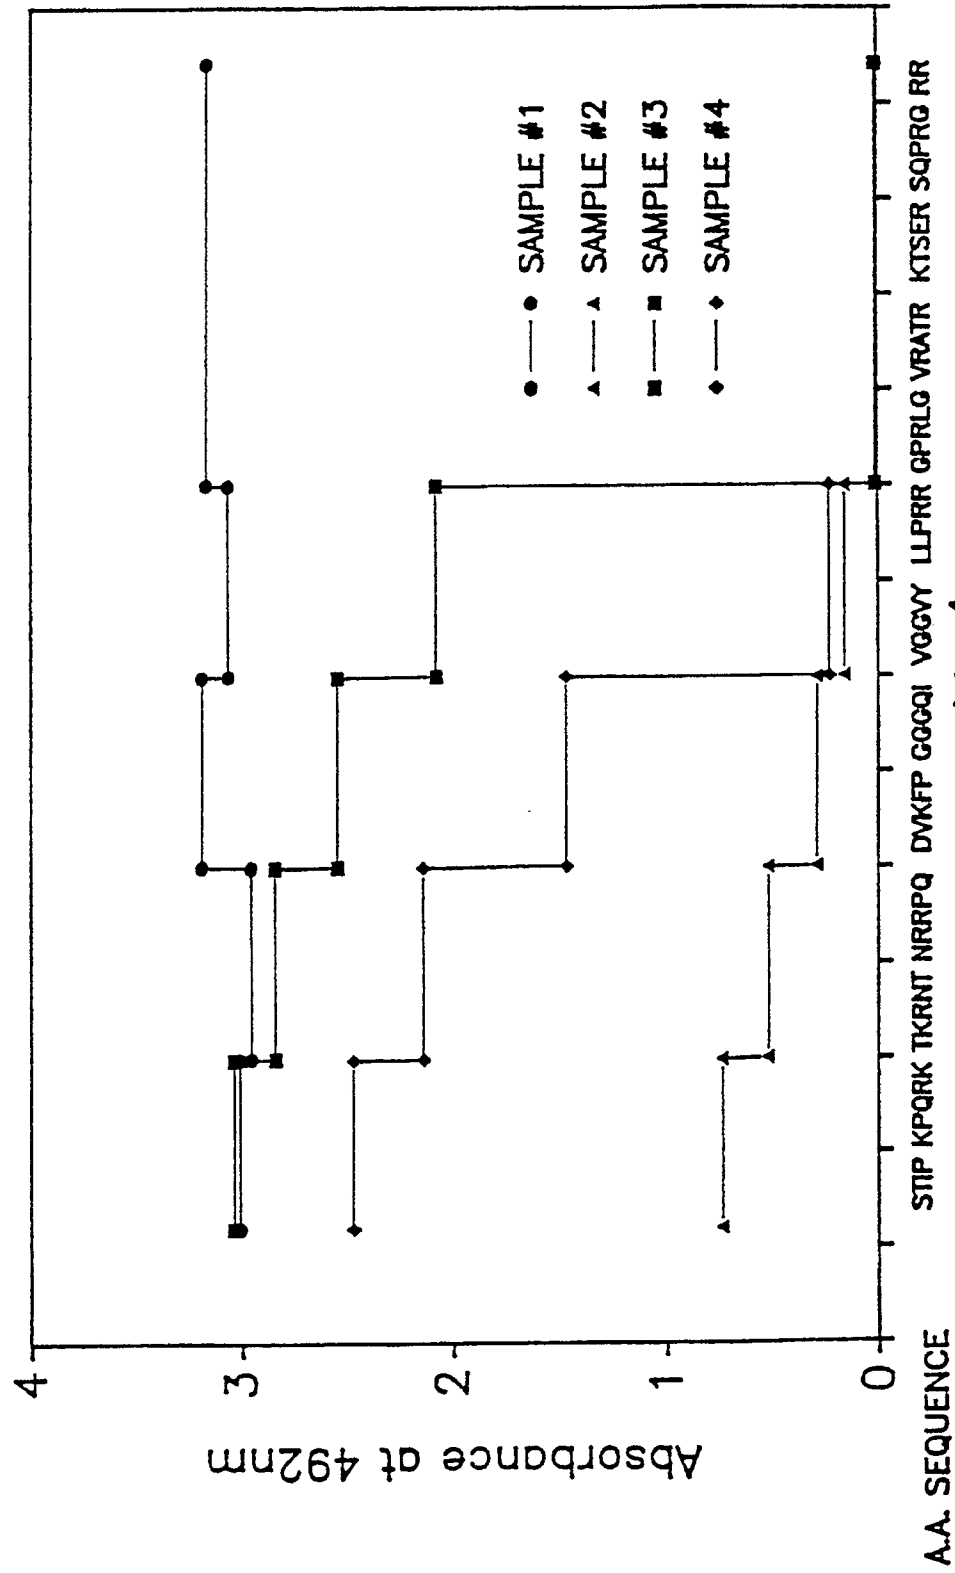 4
3
2
1
0
Absorbance at 492nm
SAMPLE #1
SAMPLE #2
SAMPLE #3
SAMPLE #4
A.A. SEQUENCE STIP KPQRK TKRNT NRRPQ DVKFP GGGQI VGGVY LLPRR GPRLG VRATR KTSER SQPRG RR